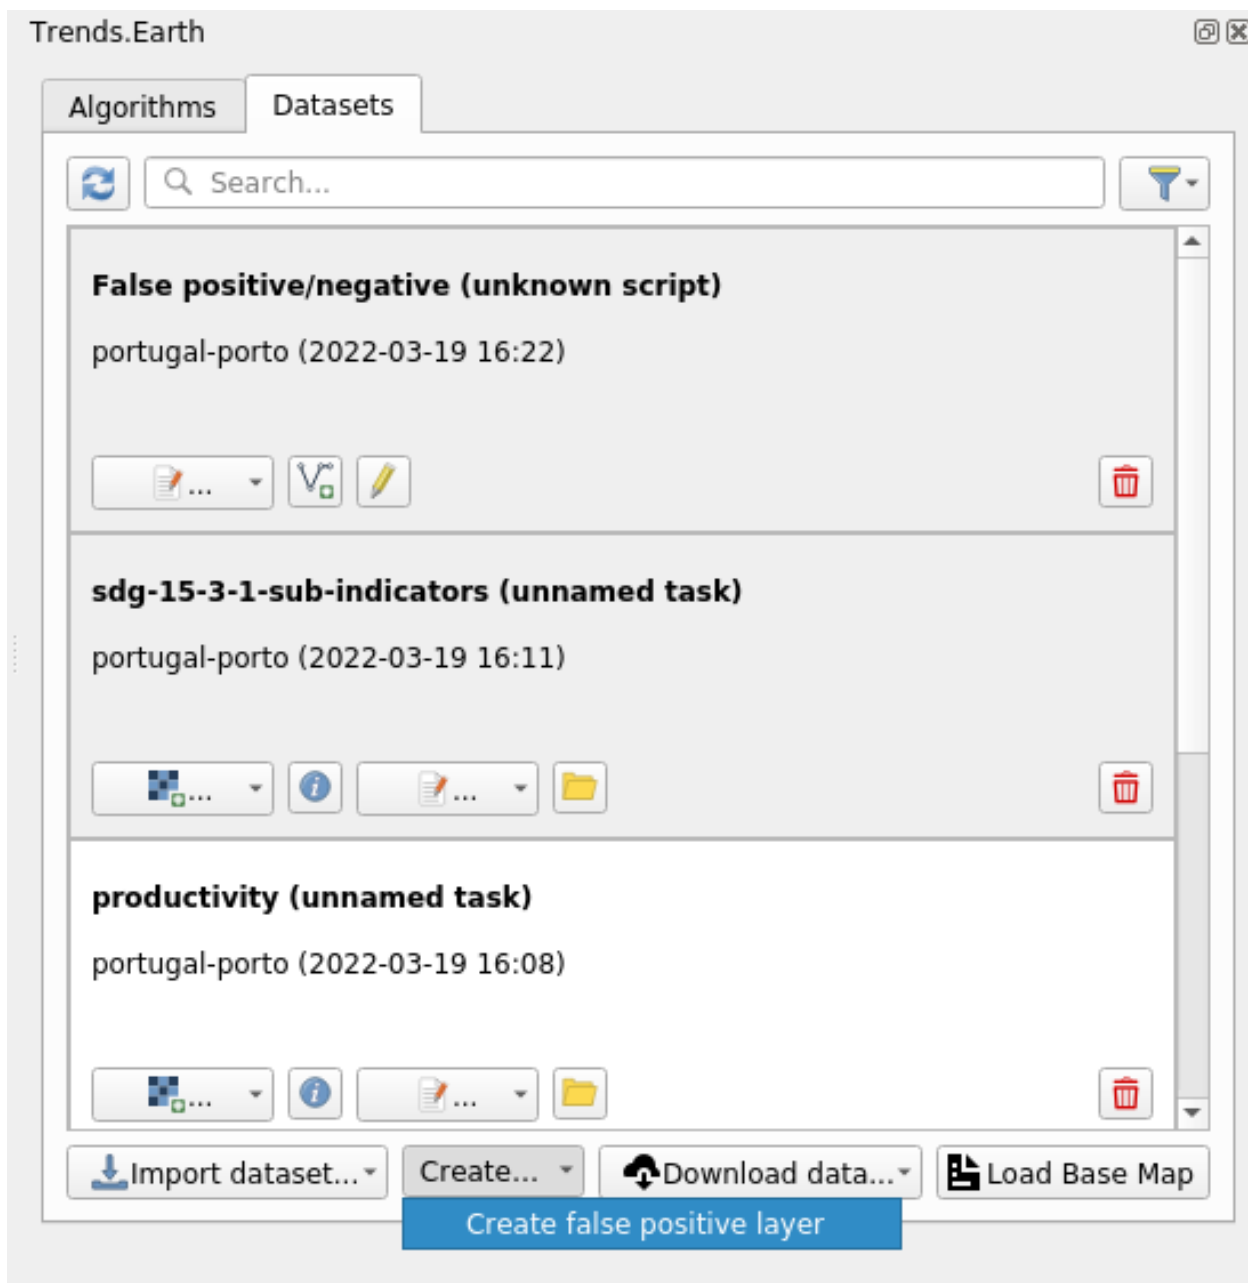 Trends.Earth
Algorithms Datasets
Search...
False positive/negative (unknown script)
portugal-porto (2022-03-19 16:22)
...
sdg-15-3-1-sub-indicators (unnamed task)
portugal-porto (2022-03-19 16:11)
... ...
productivity (unnamed task)
portugal-porto (2022-03-19 16:08)
... ...
Import dataset... Create... Download data... Load Base Map
Create false positive layer